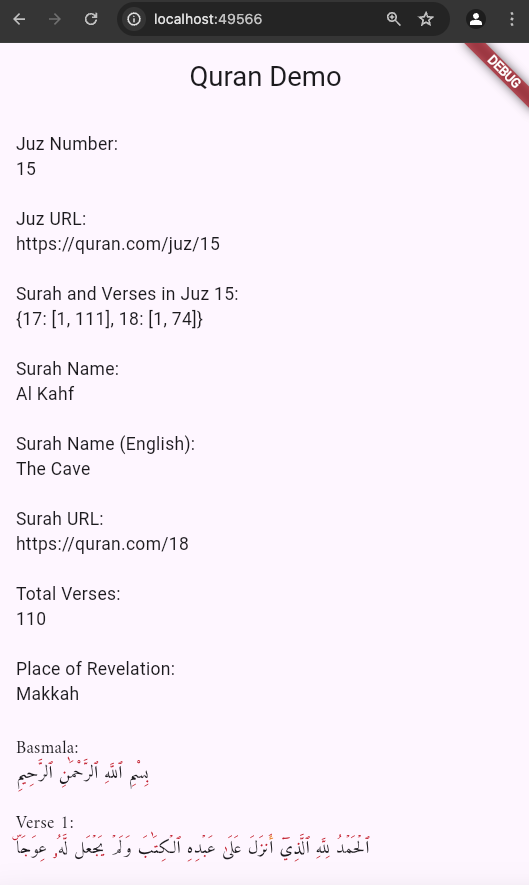 localhost:49566
DEBUG
Quran Demo
Juz Number:
15
Juz URL:
https://quran.com/juz/15
Surah and Verses in Juz 15:
{17: [1, 111], 18: [1, 74]}
Surah Name:
Al Kahf
Surah Name (English):
The Cave
Surah URL:
https://quran.com/18
Total Verses:
110
Place of Revelation:
Makkah
Basmala:
بِسْمِ ٱللَّهِ ٱلرَّحْمَٰنِ ٱلرَّحِيمِ
Verse 1:
ٱلْحَمْدُ لِلَّهِ ٱلَّذِىٓ أَنزَلَ عَلَىٰ عَبْدِهِ ٱلْكِتَٰبَ وَلَمْ يَجْعَل لَّهُۥ عِوَجَاۜ